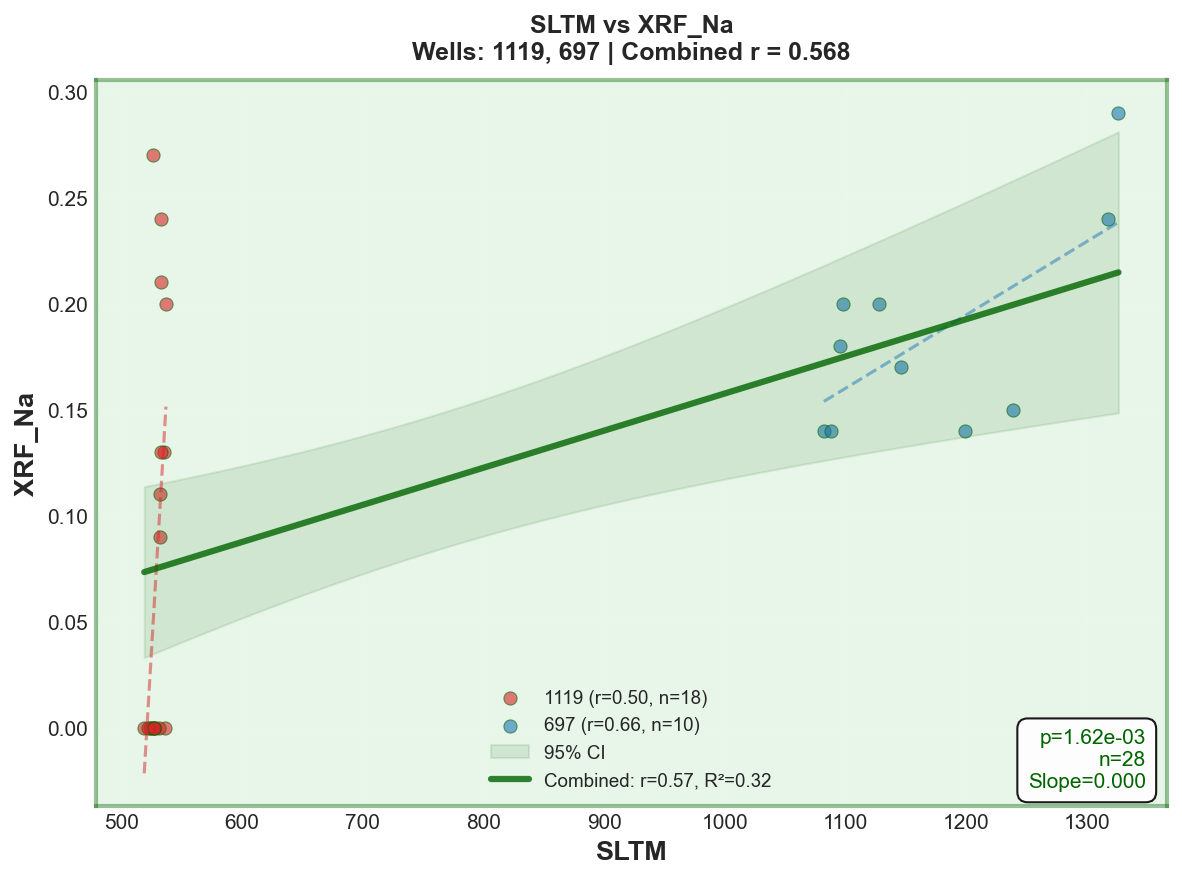 SLTM vs XRF_Na
Wells: 1119, 697 | Combined r = 0.568
XRF_Na
0.30
0.25
0.20
0.15
0.10
0.05
0.00
1119 (r=0.50, n=18)
697 (r=0.66, n=10)
95% CI
Combined: r=0.57, R²=0.32
p=1.62e-03
n=28
Slope=0.000
500 600 700 800 900 1000 1100 1200 1300
SLTM